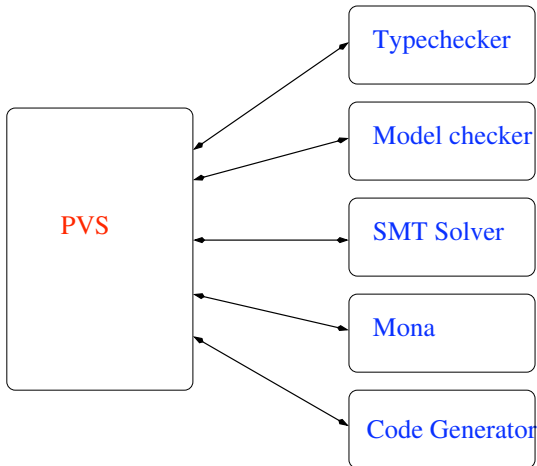 Typechecker
Model checker
PVS
SMT Solver
Mona
Code Generator